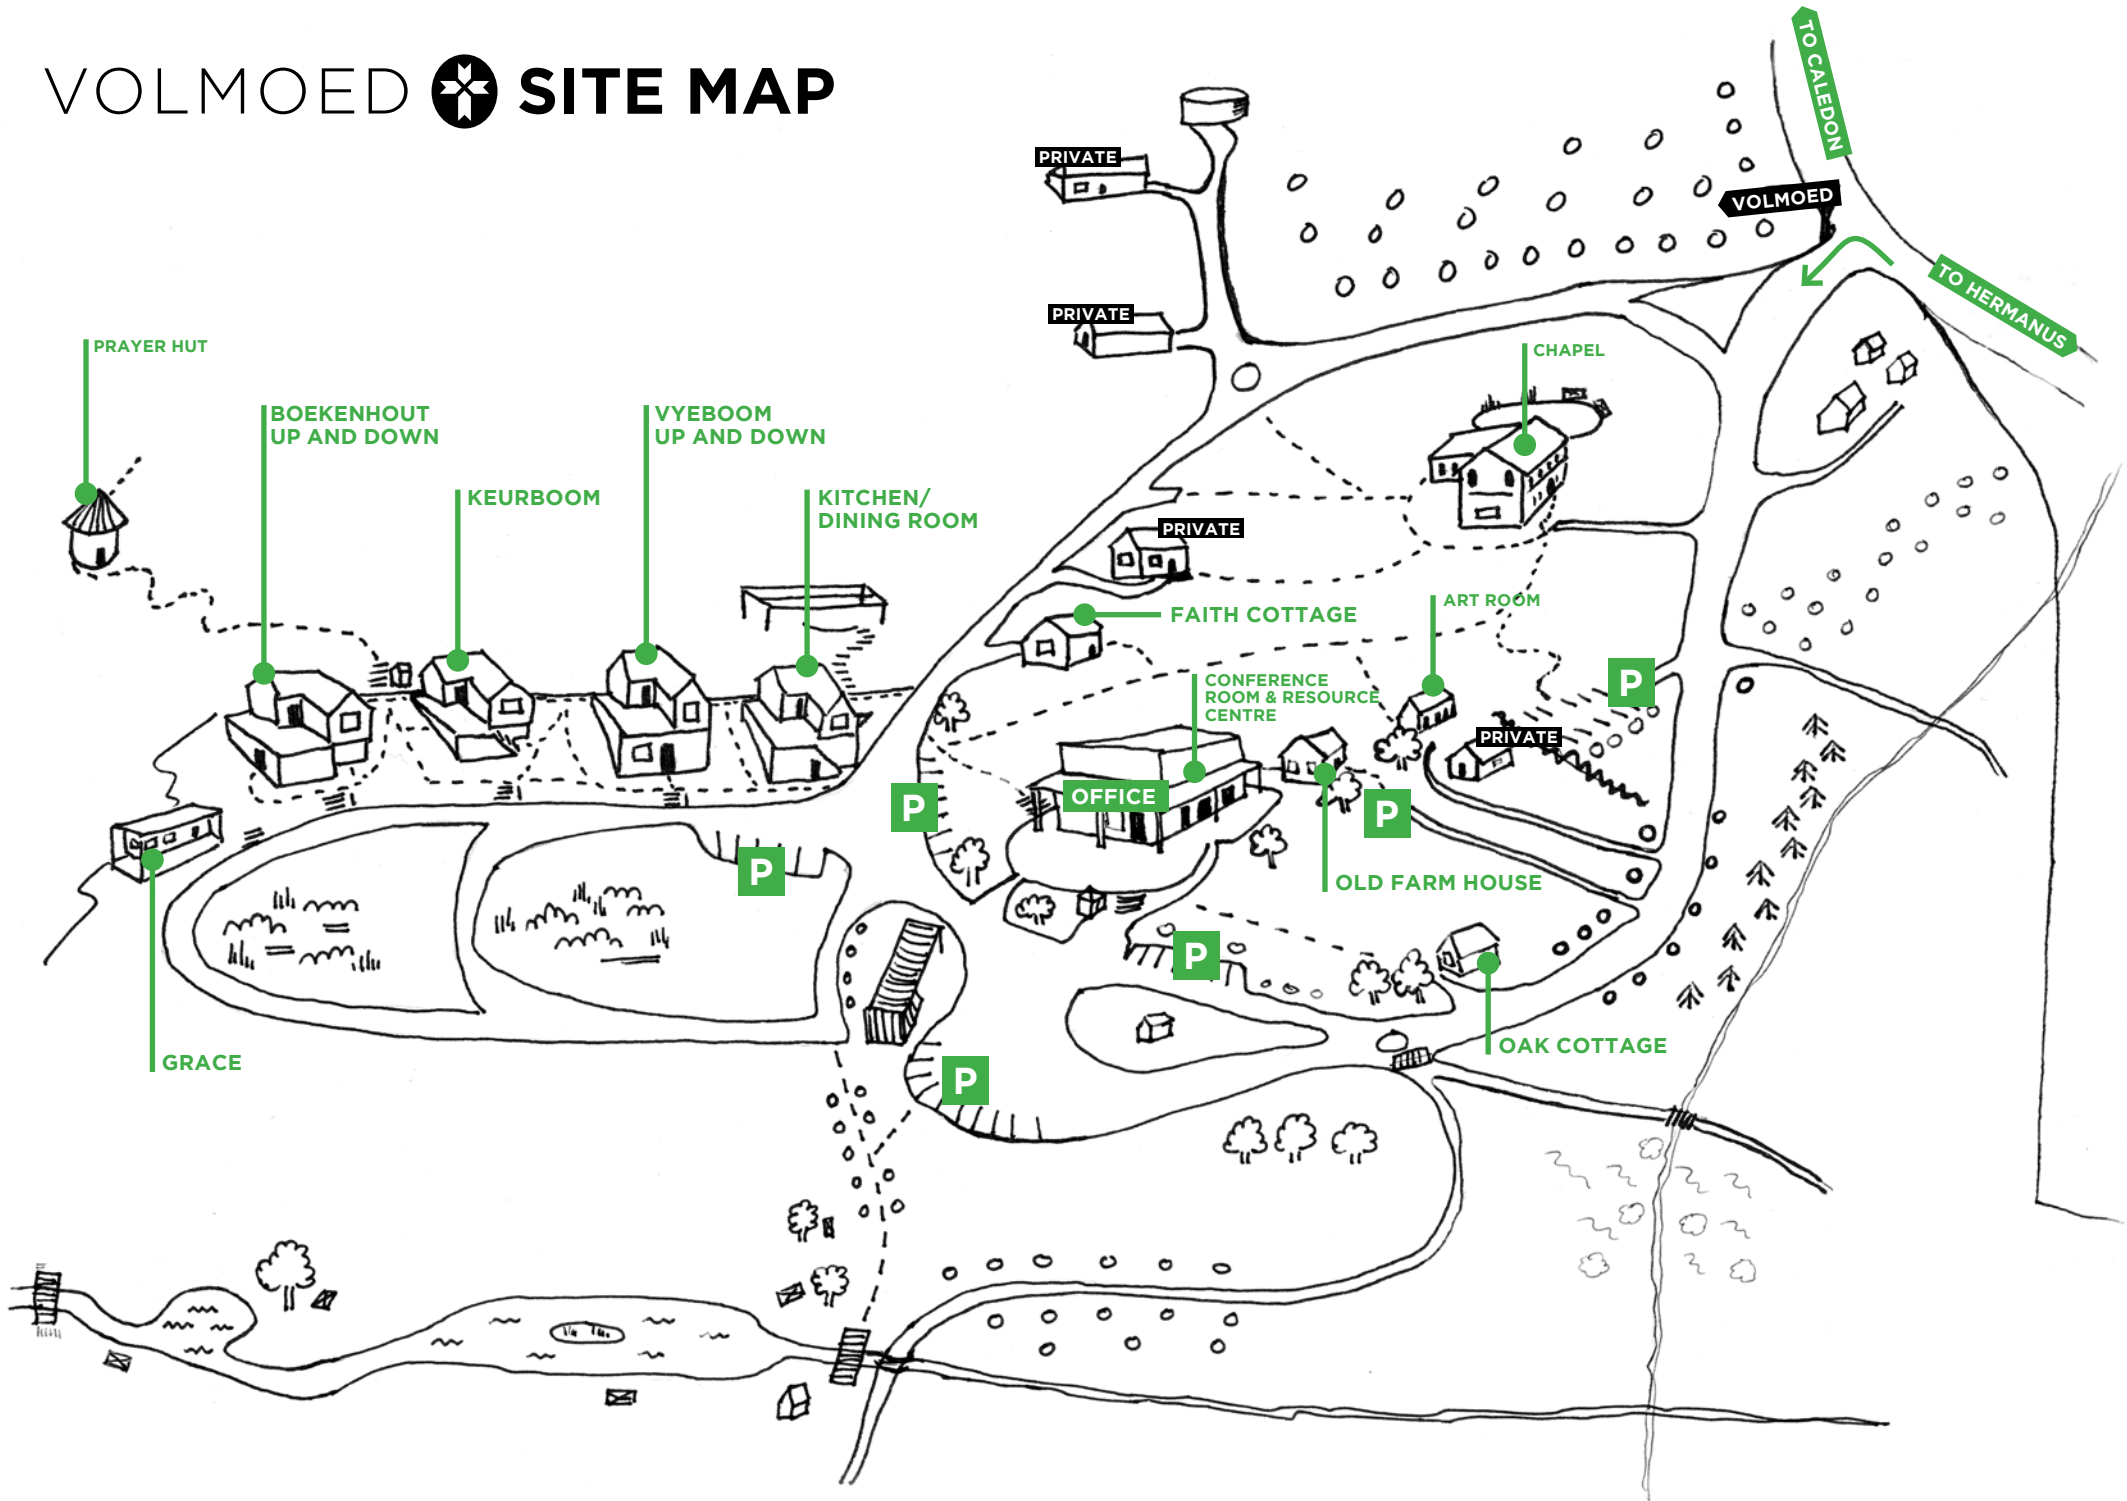 VOLMOED SITE MAP
TO CALEDON
PRIVATE
VOLMOED
TO HERMANUS
PRIVATE
PRAYER HUT
CHAPEL
BOEKENHOUT
UP AND DOWN
VYEBOOM
UP AND DOWN
KEURBOOM
KITCHEN/
DINING ROOM
PRIVATE
ART ROOM
FAITH COTTAGE
CONFERENCE
ROOM & RESOURCE
CENTRE
P
PRIVATE
OFFICE
P
P
P
OLD FARM HOUSE
P
OAK COTTAGE
GRACE
P